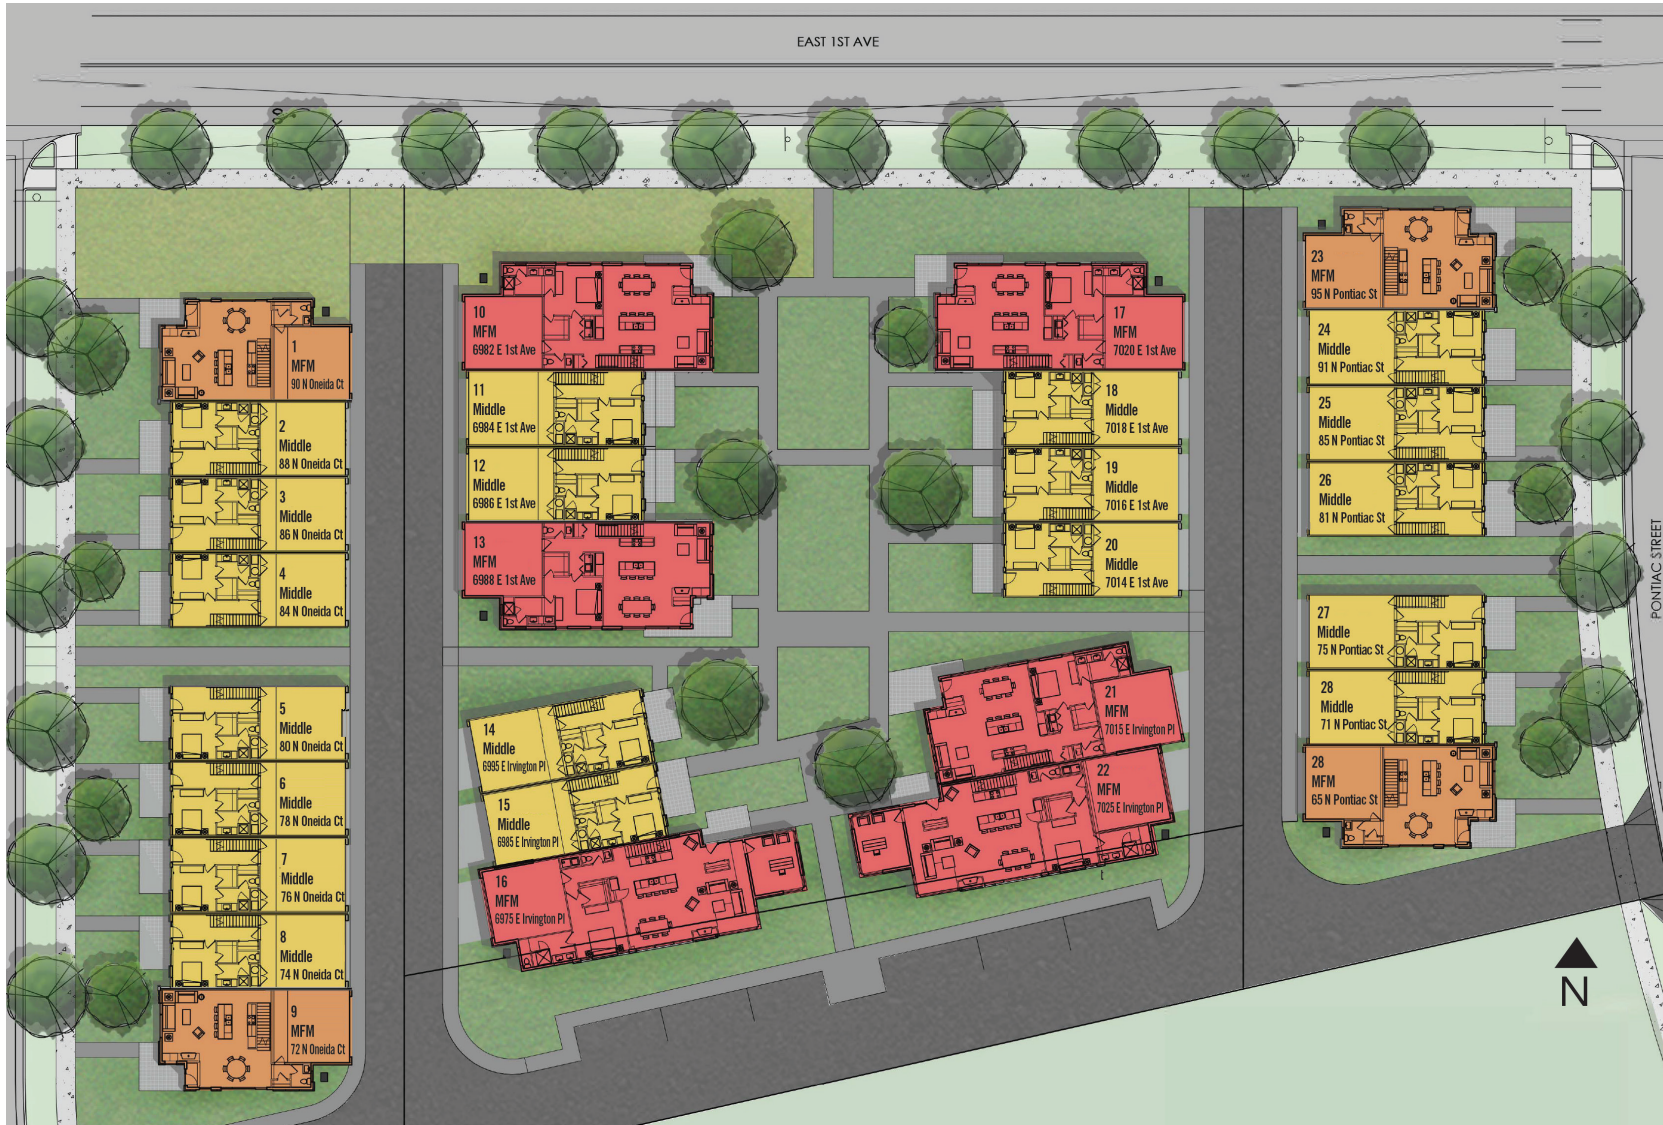 EAST 1ST AVE
1
MFM
90 N Oneida Ct
2
Middle
88 N Oneida Ct
3
Middle
86 N Oneida Ct
4
Middle
84 N Oneida Ct
5
Middle
80 N Oneida Ct
6
Middle
78 N Oneida Ct
7
Middle
76 N Oneida Ct
8
Middle
74 N Oneida Ct
9
MFM
72 N Oneida Ct
10
MFM
6982 E 1st Ave
11
Middle
6984 E 1st Ave
12
Middle
6986 E 1st Ave
13
MFM
6988 E 1st Ave
14
Middle
6995 E Irvington Pl
15
Middle
6985 E Irvington Pl
16
MFM
6975 E Irvington Pl
17
MFM
7020 E 1st Ave
18
Middle
7018 E 1st Ave
19
Middle
7016 E 1st Ave
20
Middle
7014 E 1st Ave
21
MFM
7015 E Irvington Pl
22
MFM
7025 E Irvington Pl
23
MFM
95 N Pontiac St
24
Middle
91 N Pontiac St
25
Middle
85 N Pontiac St
26
Middle
81 N Pontiac St
27
Middle
75 N Pontiac St
28
Middle
71 N Pontiac St
28
MFM
65 N Pontiac St
PONTIAC STREET
N